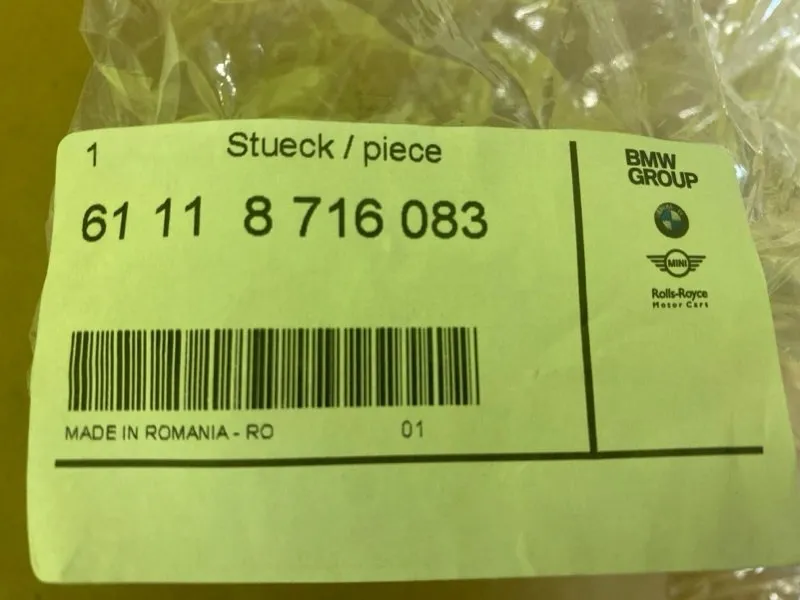 1 Stueck / piece
61 11 8 716 083
MADE IN ROMANIA - RO 01
BMW
GROUP
MINI
Rolls-Royce
Motor Cars